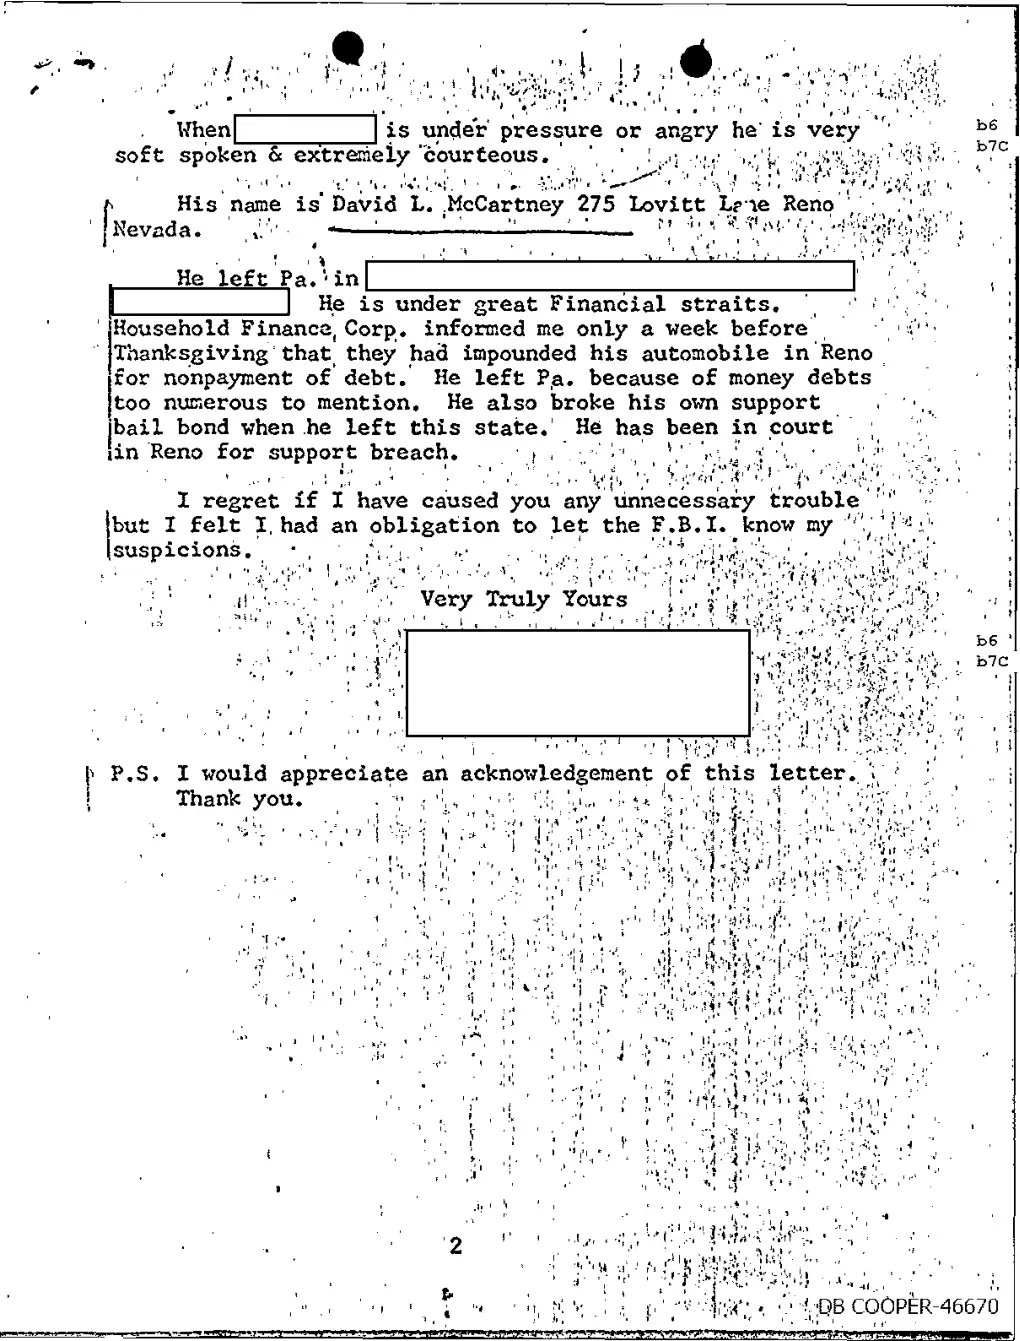 When is under pressure or angry he is very b6
soft spoken & extremely courteous. b7C
His name is David L. McCartney 275 Lovitt Lane Reno
Nevada.
He left Pa. in
He is under great Financial straits.
Household Finance Corp. informed me only a week before
Thanksgiving that they had impounded his automobile in Reno
for nonpayment of debt. He left Pa. because of money debts
too numerous to mention. He also broke his own support
bail bond when he left this state. He has been in court
in Reno for support breach.
I regret if I have caused you any unnecessary trouble
but I felt I had an obligation to let the F.B.I. know my
suspicions.
Very Truly Yours
b6
b7C
P.S. I would appreciate an acknowledgement of this letter.
Thank you.
2
DB COOPER-46670